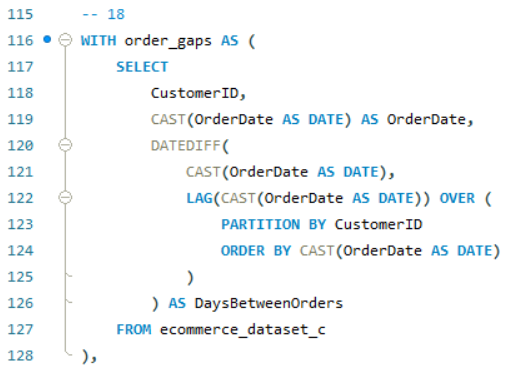 115 -- 18
116 WITH order_gaps AS (
117 SELECT
118 CustomerID,
119 CAST(OrderDate AS DATE) AS OrderDate,
120 DATEDIFF(
121 CAST(OrderDate AS DATE),
122 LAG(CAST(OrderDate AS DATE)) OVER (
123 PARTITION BY CustomerID
124 ORDER BY CAST(OrderDate AS DATE)
125 )
126 ) AS DaysBetweenOrders
127 FROM ecommerce_dataset_c
128 ),